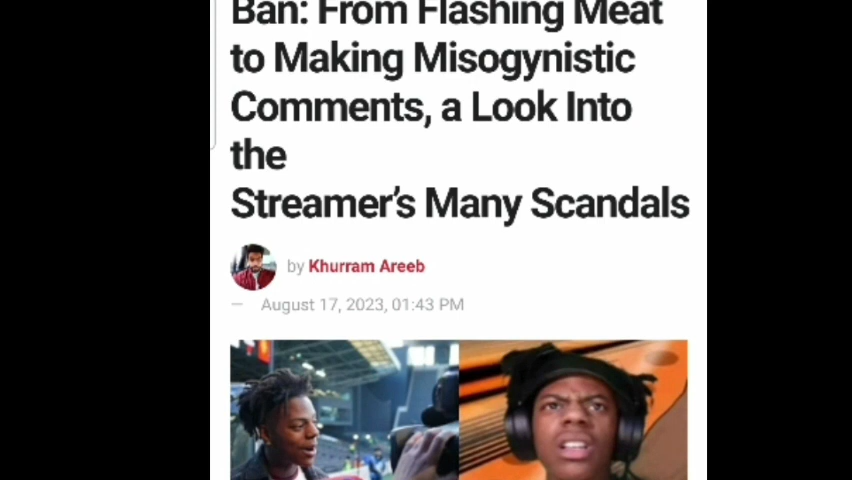 Ban: From Flashing Meat
to Making Misogynistic
Comments, a Look Into
the
Streamer's Many Scandals
by Khurram Areeb
— August 17, 2023, 01:43 PM